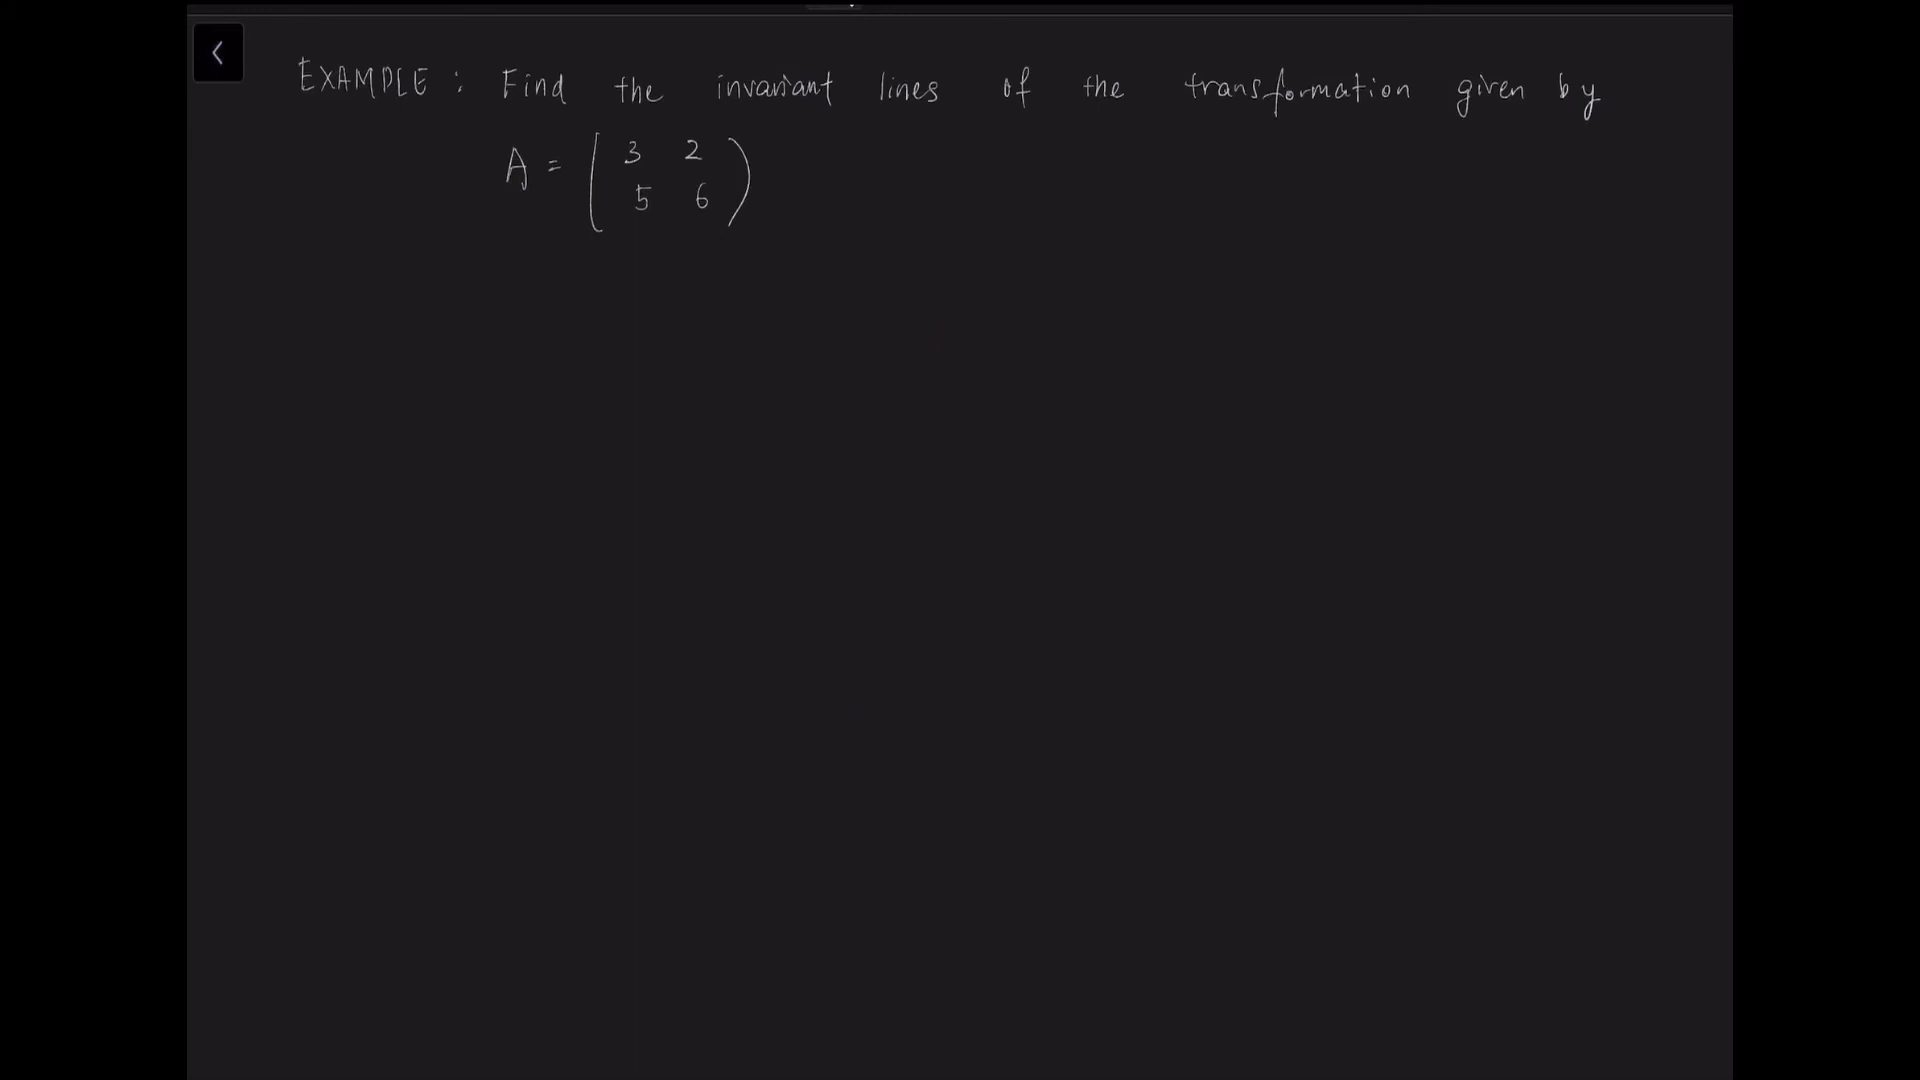 EXAMPLE : Find the invariant lines of the transformation given by
A = ( 3 2
5 6 )